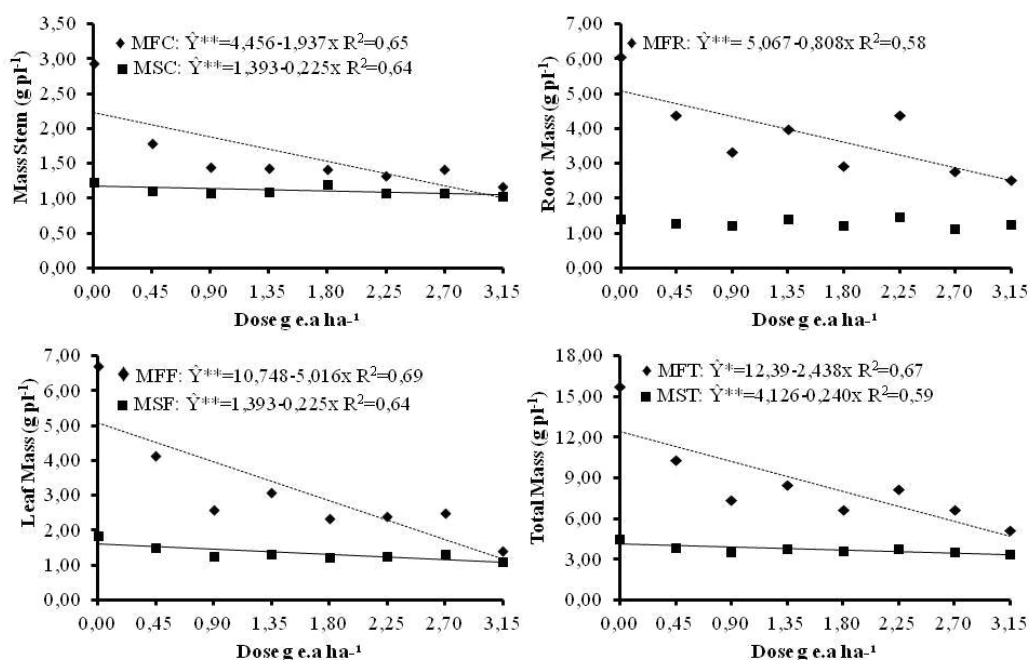 MFC: Ŷ**=4,456-1,937x R²=0,65
MSC: Ŷ**=1,393-0,225x R²=0,64
Mass Stem (g pl-¹)
3,50
3,00
2,50
2,00
1,50
1,00
0,50
0,00
0,00 0,45 0,90 1,35 1,80 2,25 2,70 3,15
Dose g e.a ha-¹
MFR: Ŷ** = 5,067-0,808x R²=0,58
Root Mass (g pl-¹)
7,00
6,00
5,00
4,00
3,00
2,00
1,00
0,00
0,00 0,45 0,90 1,35 1,80 2,25 2,70 3,15
Dose g e.a ha-¹
MFF: Ŷ**=10,748-5,016x R²=0,69
MSF: Ŷ**=1,393-0,225x R²=0,64
Leaf Mass (g pl-¹)
7,00
6,00
5,00
4,00
3,00
2,00
1,00
0,00
0,00 0,45 0,90 1,35 1,80 2,25 2,70 3,15
Dose g e.a ha-¹
MFT: Ŷ*=12,39-2,438x R²=0,67
MST: Ŷ**=4,126-0,240x R²=0,59
Total Mass (g pl-¹)
18,00
15,00
12,00
9,00
6,00
3,00
0,00
0,00 0,45 0,90 1,35 1,80 2,25 2,70 3,15
Dose g e.a ha-¹